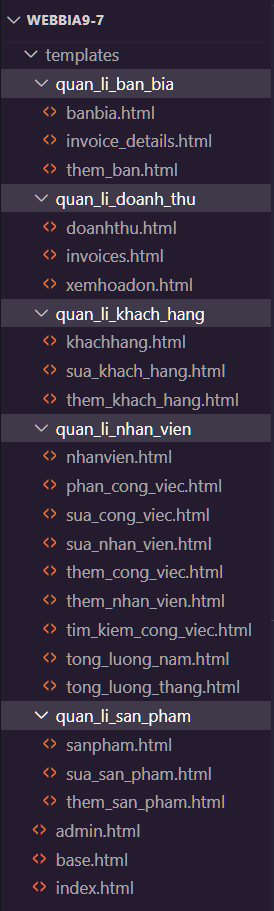 WEBBIA9-7
templates
quan_li_ban_bia
banbia.html
invoice_details.html
them_ban.html
quan_li_doanh_thu
doanhthu.html
invoices.html
xemhoadon.html
quan_li_khach_hang
khachhang.html
sua_khach_hang.html
them_khach_hang.html
quan_li_nhan_vien
nhanvien.html
phan_cong_viec.html
sua_cong_viec.html
sua_nhan_vien.html
them_cong_viec.html
them_nhan_vien.html
tim_kiem_cong_viec.html
tong_luong_nam.html
tong_luong_thang.html
quan_li_san_pham
sanpham.html
sua_san_pham.html
them_san_pham.html
admin.html
base.html
index.html